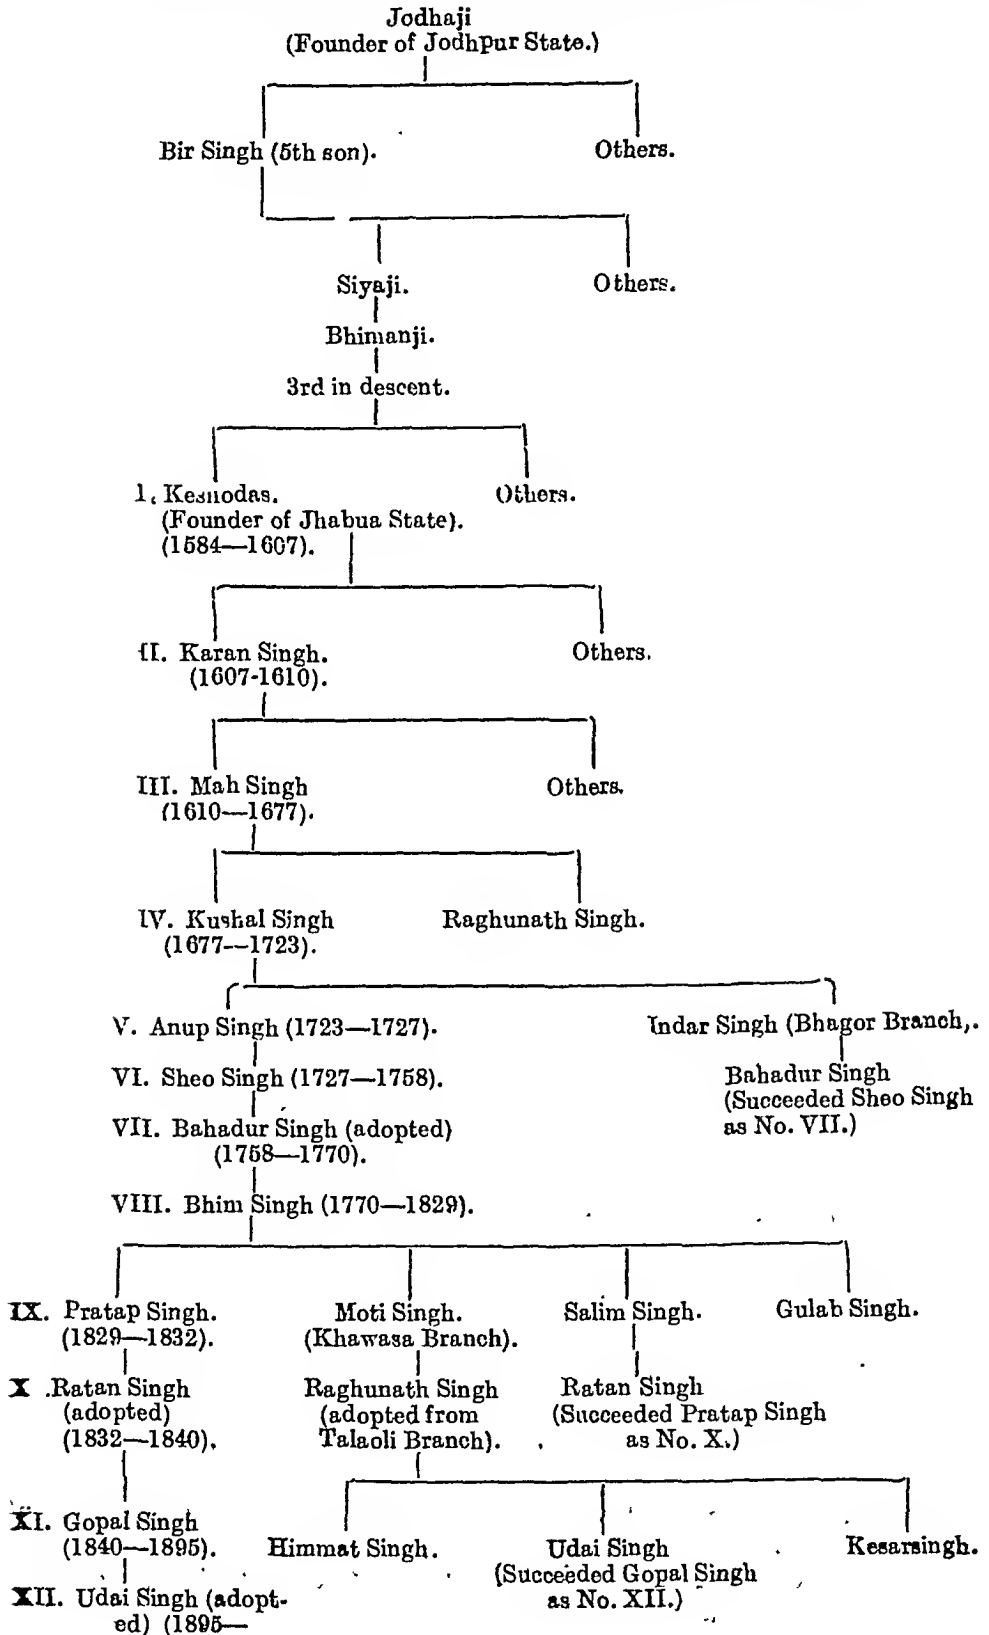 Jodhaji
(Founder of Jodhpur State.)
Bir Singh (5th son).
Others.
Siyaji.
Others.
Bhimanji.
3rd in descent.
I. Keshodas.
(Founder of Jhabua State).
(1584—1607).
Others.
II. Karan Singh.
(1607-1610).
Others.
III. Mah Singh
(1610—1677).
Others.
IV. Kushal Singh
(1677--1723).
Raghunath Singh.
V. Anup Singh (1723—1727).
Indar Singh (Bhagor Branch).
VI. Sheo Singh (1727—1758).
Bahadur Singh
(Succeeded Sheo Singh
as No. VII.)
VII. Bahadur Singh (adopted)
(1758—1770).
VIII. Bhim Singh (1770—1829).
IX. Pratap Singh.
(1829—1832).
Moti Singh.
(Khawasa Branch).
Salim Singh.
Gulab Singh.
X. Ratan Singh
(adopted)
(1832—1840).
Raghunath Singh
(adopted from
Talaoli Branch).
Ratan Singh
(Succeeded Pratap Singh
as No. X.)
XI. Gopal Singh
(1840—1895).
Himmat Singh.
Udai Singh
(Succeeded Gopal Singh
as No. XII.)
Kesarsingh.
XII. Udai Singh (adopt-
ed) (1895—